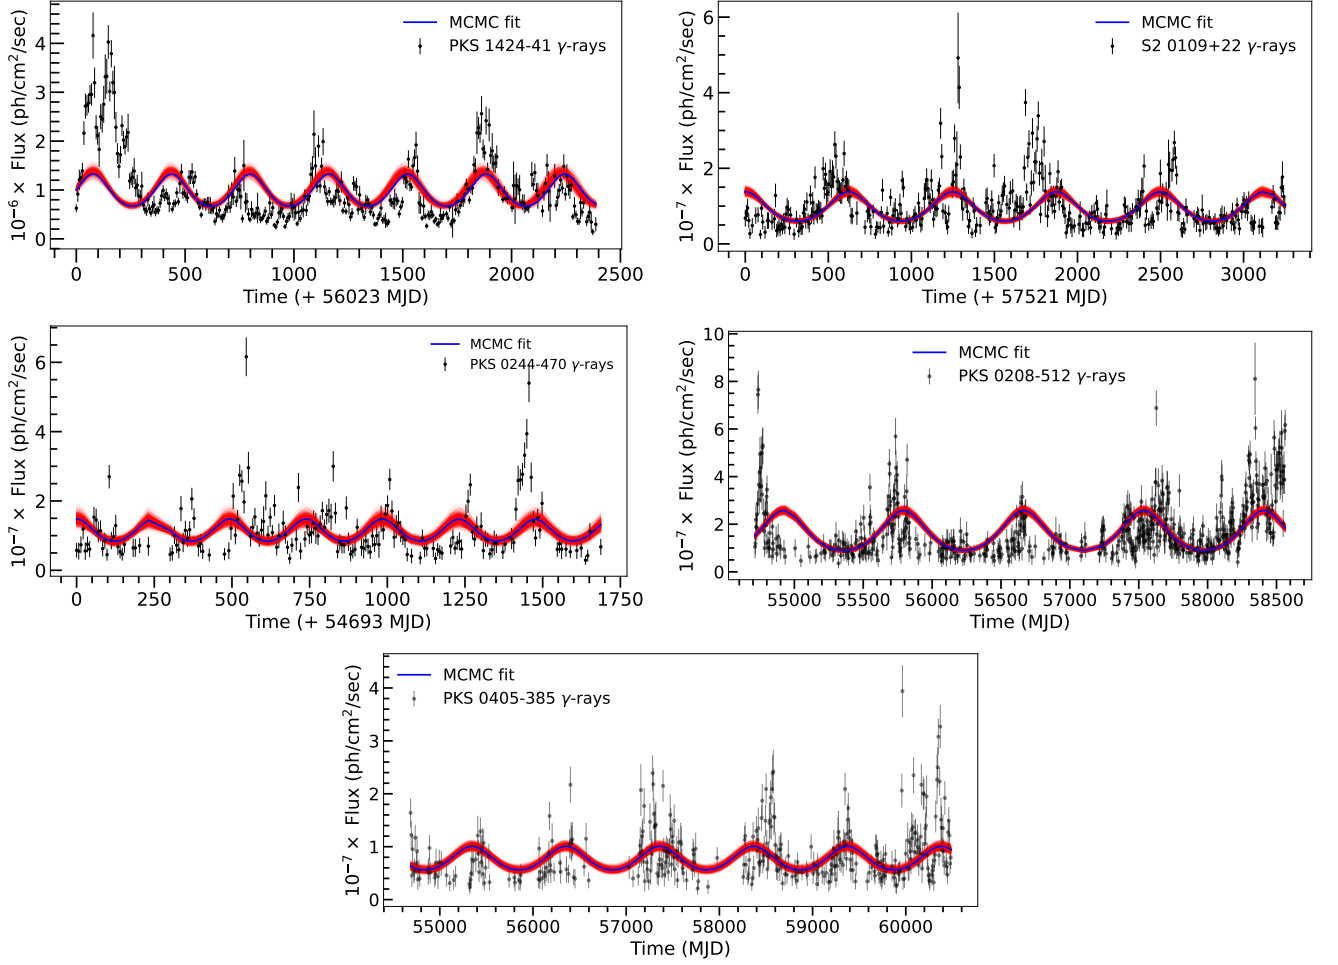 MCMC fit
PKS 1424-41 γ-rays
10⁻⁶ × Flux (ph/cm²/sec)
4
3
2
1
0
0 500 1000 1500 2000 2500
Time (+ 56023 MJD)
MCMC fit
S2 0109+22 γ-rays
10⁻⁷ × Flux (ph/cm²/sec)
6
4
2
0
0 500 1000 1500 2000 2500 3000
Time (+ 57521 MJD)
MCMC fit
PKS 0244-470 γ-rays
10⁻⁷ × Flux (ph/cm²/sec)
6
4
2
0
0 250 500 750 1000 1250 1500 1750
Time (+ 54693 MJD)
MCMC fit
PKS 0208-512 γ-rays
10⁻⁷ × Flux (ph/cm²/sec)
10
8
6
4
2
0
55000 55500 56000 56500 57000 57500 58000 58500
Time (MJD)
MCMC fit
PKS 0405-385 γ-rays
10⁻⁷ × Flux (ph/cm²/sec)
4
3
2
1
0
55000 56000 57000 58000 59000 60000
Time (MJD)